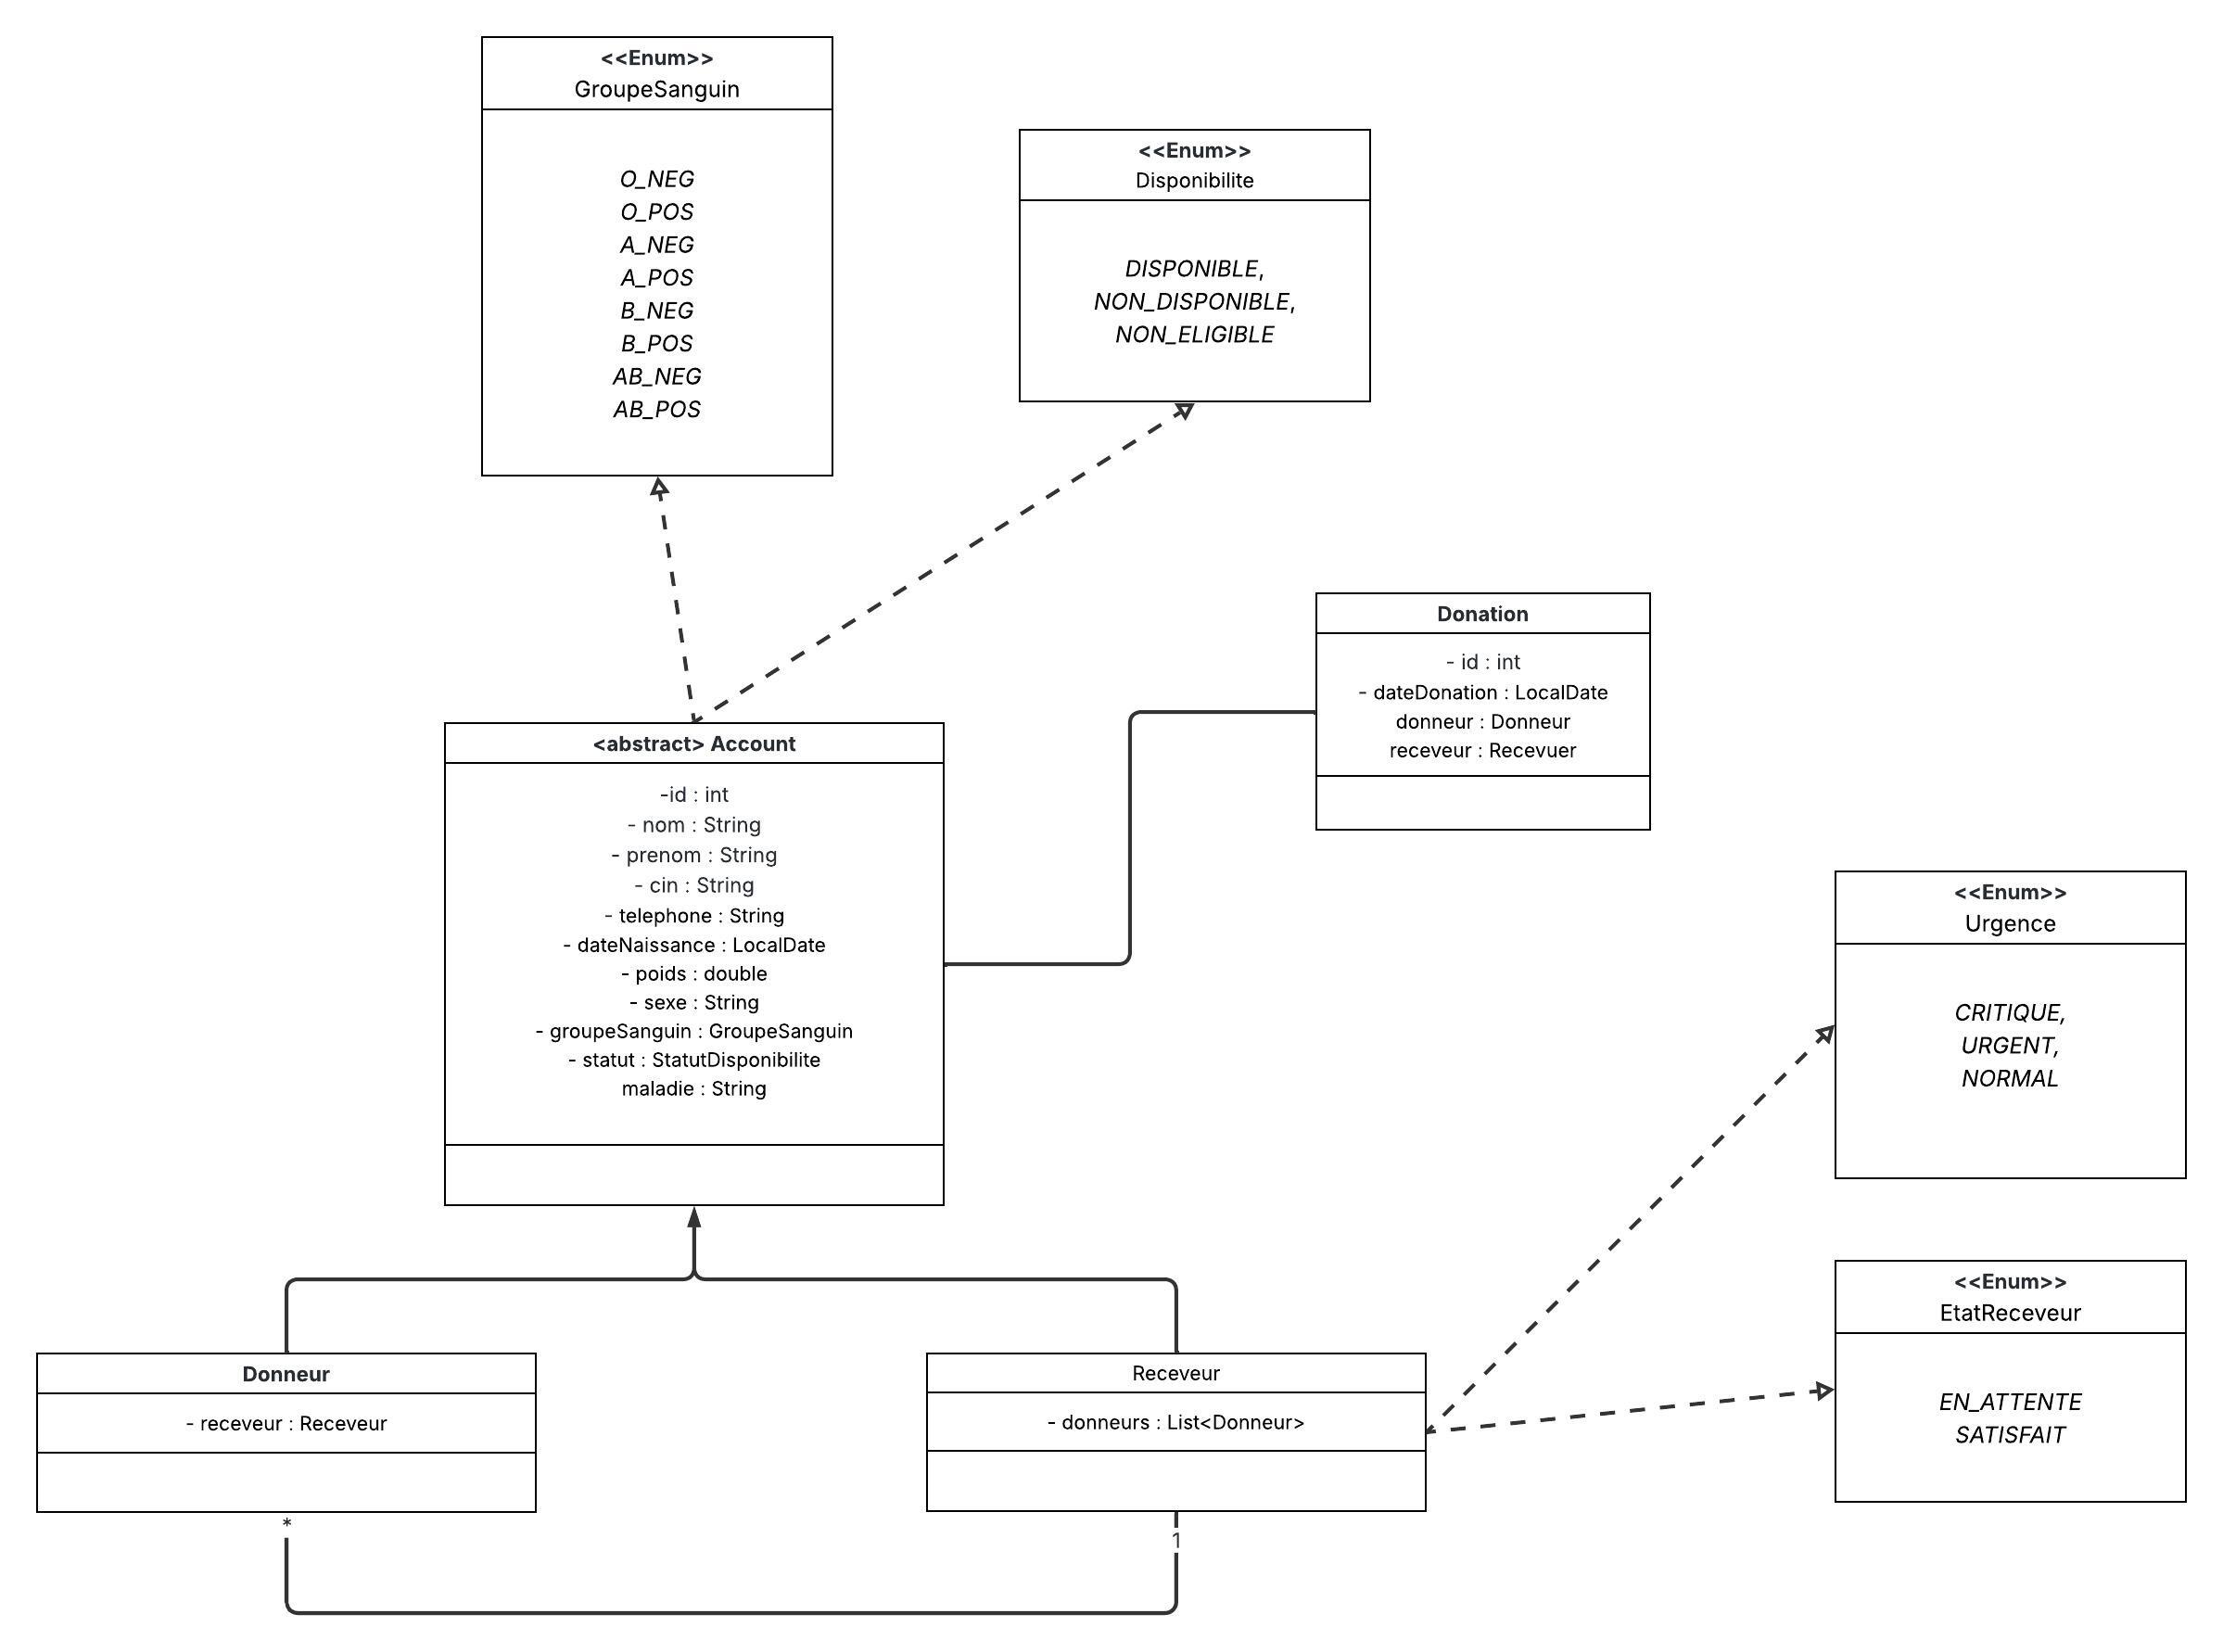 <<Enum>>
GroupeSanguin
O_NEG
O_POS
A_NEG
A_POS
B_NEG
B_POS
AB_NEG
AB_POS
<<Enum>>
Disponibilite
DISPONIBLE,
NON_DISPONIBLE,
NON_ELIGIBLE
Donation
- id : int
- dateDonation : LocalDate
donneur : Donneur
receveur : Recevuer
<abstract> Account
-id : int
- nom : String
- prenom : String
- cin : String
- telephone : String
- dateNaissance : LocalDate
- poids : double
- sexe : String
- groupeSanguin : GroupeSanguin
- statut : StatutDisponibilite
maladie : String
<<Enum>>
Urgence
CRITIQUE,
URGENT,
NORMAL
<<Enum>>
EtatReceveur
EN_ATTENTE
SATISFAIT
Donneur
- receveur : Receveur
*
Receveur
- donneurs : List<Donneur>
1